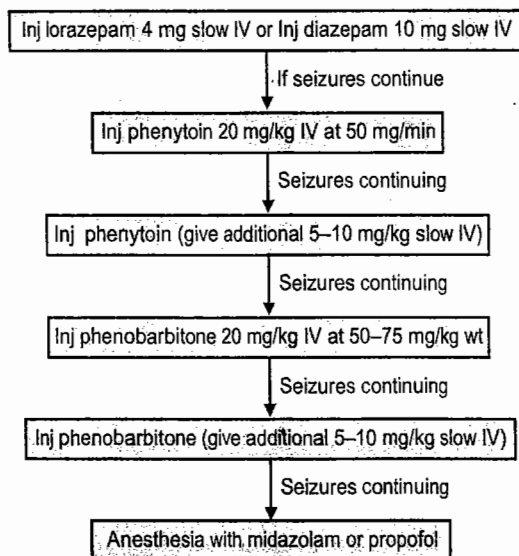 Inj lorazepam 4 mg slow IV or Inj diazepam 10 mg slow IV
If seizures continue
Inj phenytoin 20 mg/kg IV at 50 mg/min
Seizures continuing
Inj phenytoin (give additional 5–10 mg/kg slow IV)
Seizures continuing
Inj phenobarbitone 20 mg/kg IV at 50–75 mg/kg wt
Seizures continuing
Inj phenobarbitone (give additional 5–10 mg/kg slow IV)
Seizures continuing
Anesthesia with midazolam or propofol